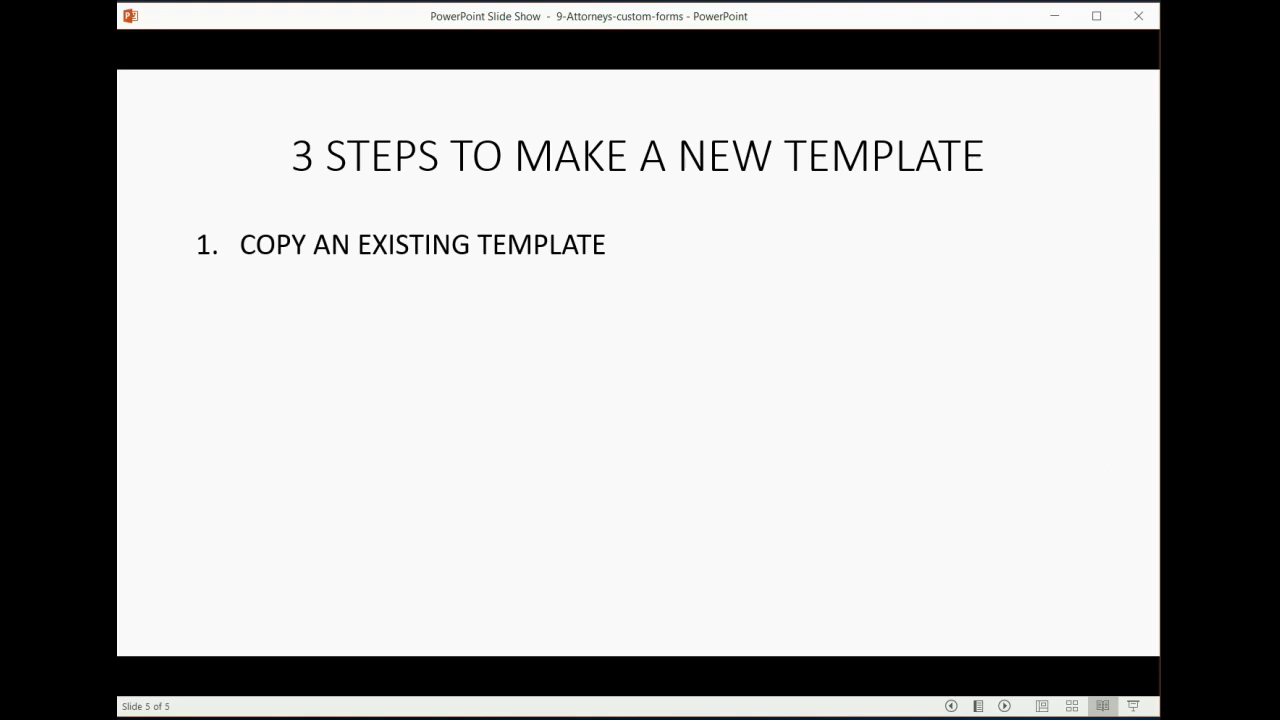 PowerPoint Slide Show - 9-Attorneys-custom-forms - PowerPoint
3 STEPS TO MAKE A NEW TEMPLATE
1. COPY AN EXISTING TEMPLATE
Slide 5 of 5